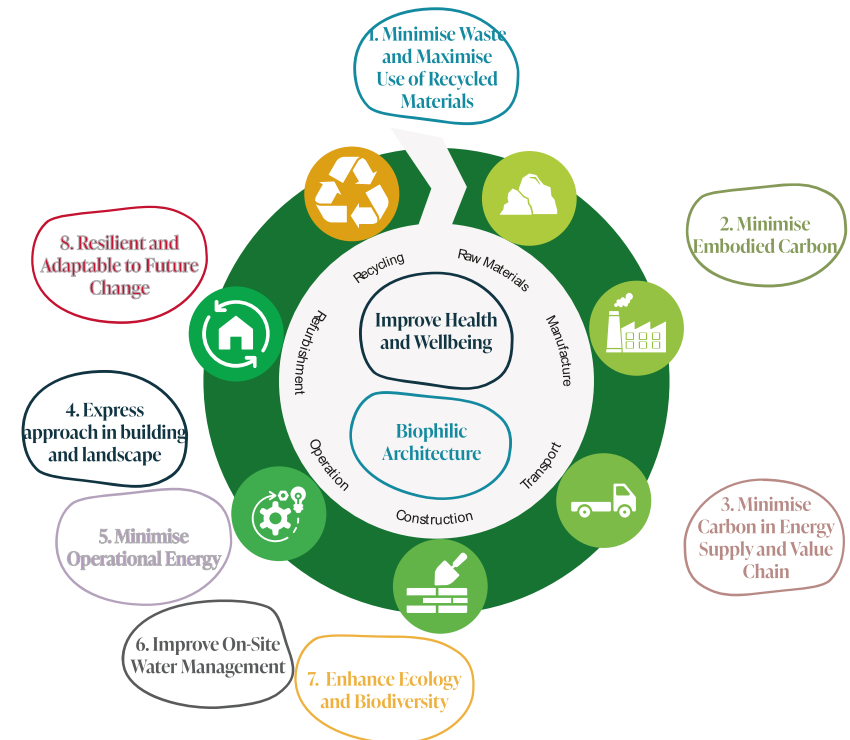 1. Minimise Waste
and Maximise
Use of Recycled
Materials
2. Minimise
Embodied Carbon
3. Minimise
Carbon in Energy
Supply and Value
Chain
7. Enhance Ecology
and Biodiversity
6. Improve On-Site
Water Management
5. Minimise
Operational Energy
4. Express
approach in building
and landscape
8. Resilient and
Adaptable to Future
Change
Raw Materials
Manufacture
Transport
Construction
Operation
Refurbishment
Recycling
Improve Health
and Wellbeing
Biophilic
Architecture